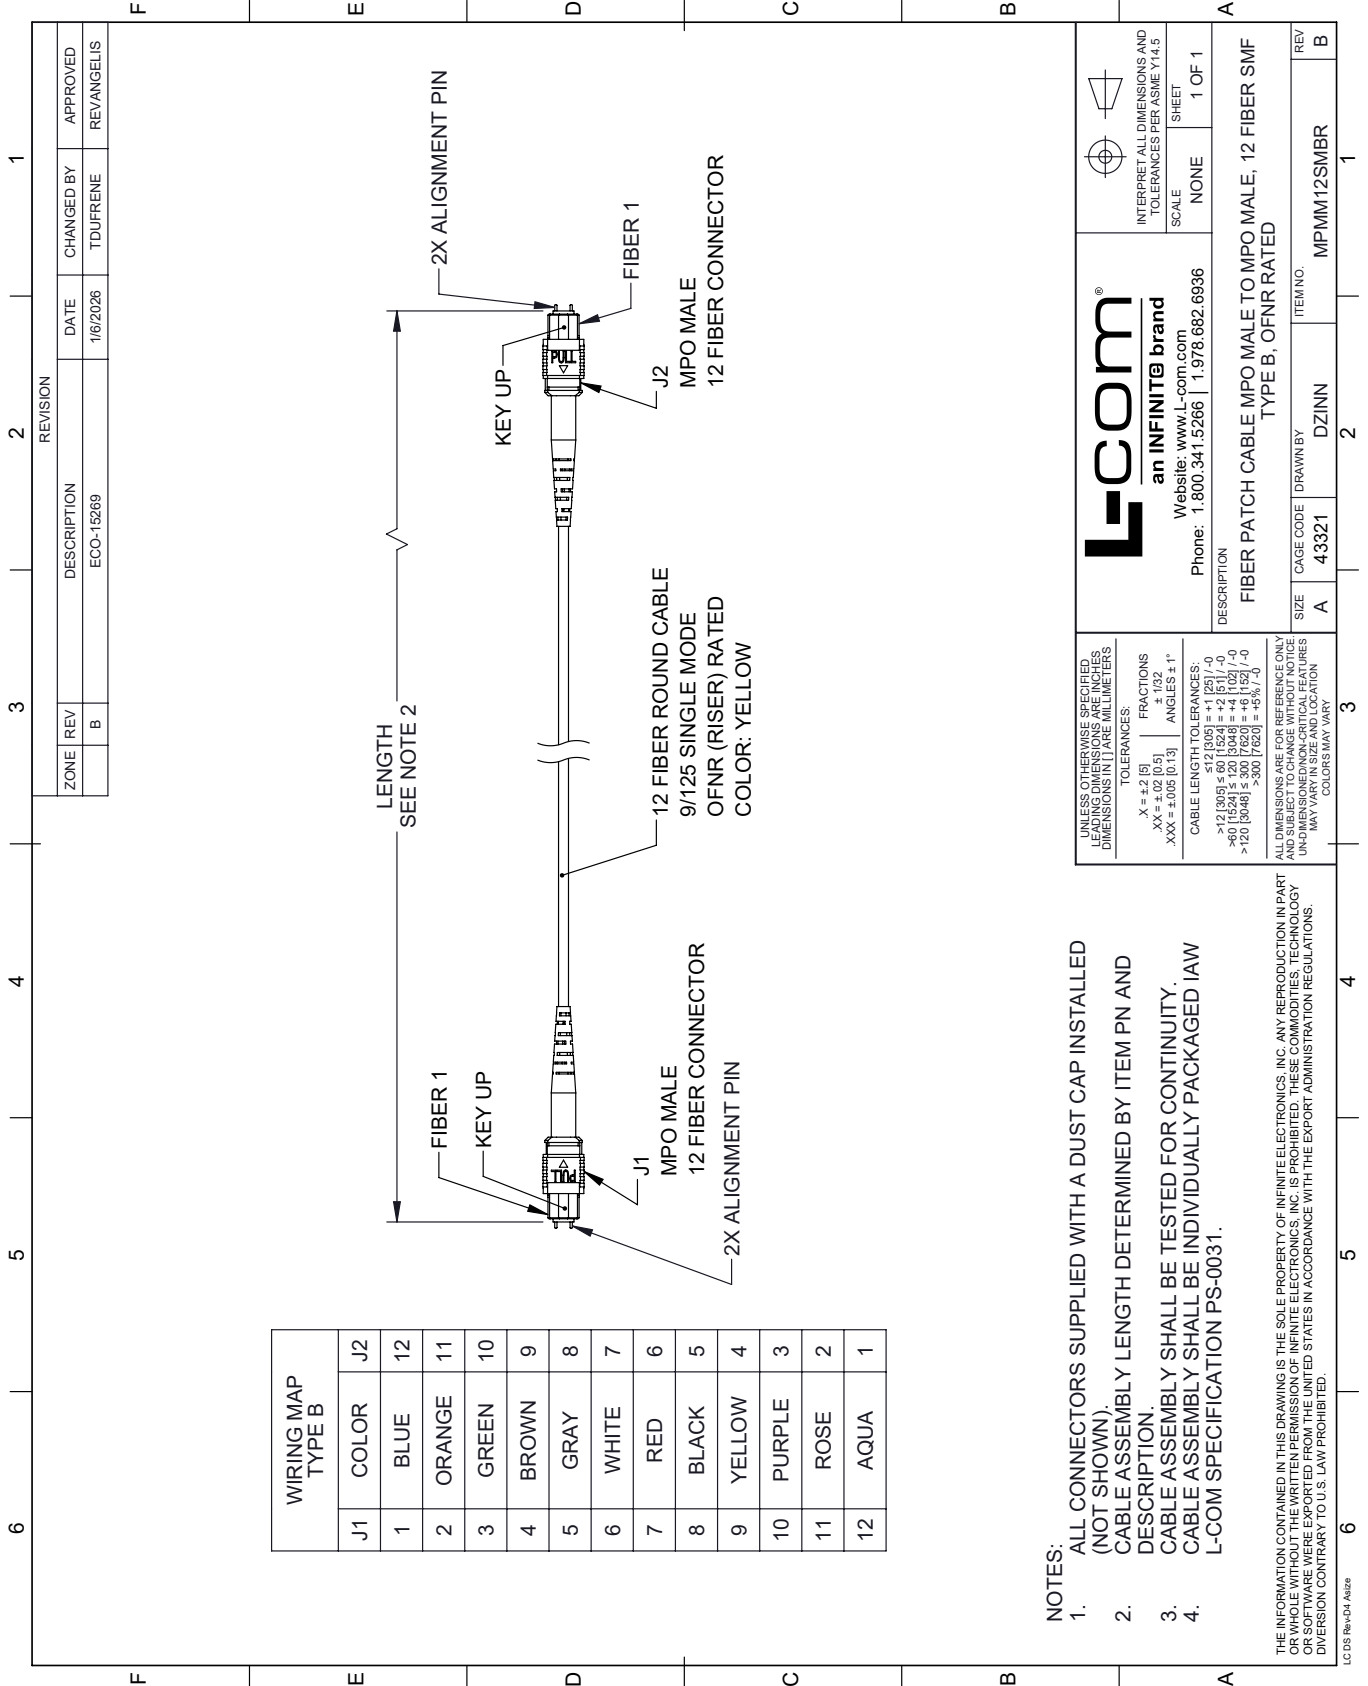 6
5
4
3
2
1
REVISION
ZONE REV DESCRIPTION DATE CHANGED BY APPROVED
B ECO-15269 1/6/2026 TDUFRENE REVANGELIS
F
E
D
C
B
A
F
E
D
C
B
A
WIRING MAP
TYPE B
J1 COLOR J2
1 BLUE 12
2 ORANGE 11
3 GREEN 10
4 BROWN 9
5 GRAY 8
6 WHITE 7
7 RED 6
8 BLACK 5
9 YELLOW 4
10 PURPLE 3
11 ROSE 2
12 AQUA 1
LENGTH
SEE NOTE 2
FIBER 1
KEY UP
PULL
J1
MPO MALE
12 FIBER CONNECTOR
2X ALIGNMENT PIN
12 FIBER ROUND CABLE
9/125 SINGLE MODE
OFNR (RISER) RATED
COLOR: YELLOW
KEY UP
2X ALIGNMENT PIN
PULL
FIBER 1
J2
MPO MALE
12 FIBER CONNECTOR
NOTES:
1. ALL CONNECTORS SUPPLIED WITH A DUST CAP INSTALLED
(NOT SHOWN).
2. CABLE ASSEMBLY LENGTH DETERMINED BY ITEM PN AND
DESCRIPTION.
3. CABLE ASSEMBLY SHALL BE TESTED FOR CONTINUITY.
4. CABLE ASSEMBLY SHALL BE INDIVIDUALLY PACKAGED IAW
L-COM SPECIFICATION PS-0031.
THE INFORMATION CONTAINED IN THIS DRAWING IS THE SOLE PROPERTY OF INFINITE ELECTRONICS, INC. ANY REPRODUCTION IN PART
OR WHOLE WITHOUT THE WRITTEN PERMISSION OF INFINITE ELECTRONICS, INC. IS PROHIBITED. THESE COMMODITIES, TECHNOLOGY
OR SOFTWARE WERE EXPORTED FROM THE UNITED STATES IN ACCORDANCE WITH THE EXPORT ADMINISTRATION REGULATIONS.
DIVERSION CONTRARY TO U.S. LAW PROHIBITED.
UNLESS OTHERWISE SPECIFIED
LEADING DIMENSIONS ARE INCHES
DIMENSIONS IN [ ] ARE MILLIMETERS
TOLERANCES:
.X = ±.2 [5]
.XX = ±.02 [0.5]
.XXX = ±.005 [0.13]
FRACTIONS
± 1/32
ANGLES ± 1°
CABLE LENGTH TOLERANCES:
≤12 [305] = +1 [25] / -0
>12 [305] ≤ 60 [1524] = +2 [51] / -0
>60 [1524] ≤ 120 [3048] = +4 [102] / -0
>120 [3048] ≤ 300 [7620] = +6 [152] / -0
>300 [7620] = +5% / -0
ALL DIMENSIONS ARE FOR REFERENCE ONLY
AND SUBJECT TO CHANGE WITHOUT NOTICE.
UN-DIMENSIONED/NON-CRITICAL FEATURES
MAY VARY IN SIZE AND LOCATION
COLORS MAY VARY
L-com®
an INFINIT@ brand
Website: www.L-com.com
Phone: 1.800.341.5266 | 1.978.682.6936
INTERPRET ALL DIMENSIONS AND
TOLERANCES PER ASME Y14.5
SCALE
NONE
SHEET
1 OF 1
DESCRIPTION
FIBER PATCH CABLE MPO MALE TO MPO MALE, 12 FIBER SMF
TYPE B, OFNR RATED
SIZE
A
CAGE CODE
43321
DRAWN BY
DZINN
ITEM NO.
MPMM12SMBR
REV
B
6
5
4
3
2
1
LC DS Rev-D4 Asize